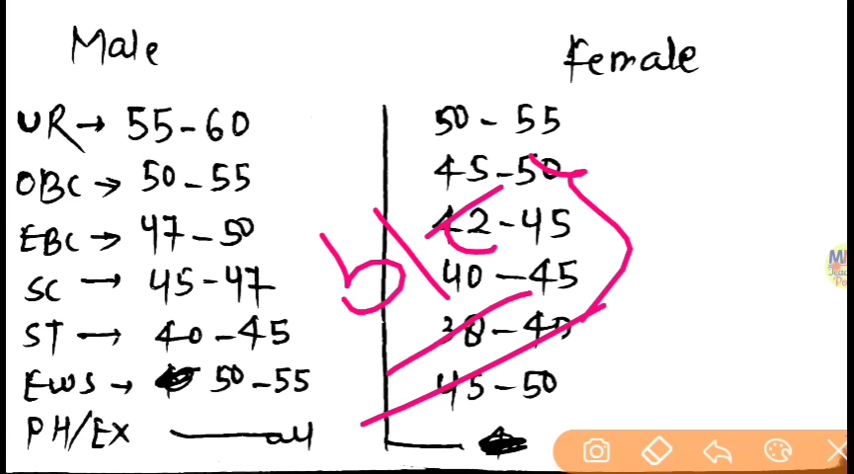 Male Female
UR → 55-60 50-55
OBC → 50-55 45-50
EBC → 47-50 42-45
SC → 45-47 40-45
ST → 40-45 38-40
EWS → 50-55 45-50
PH/EX